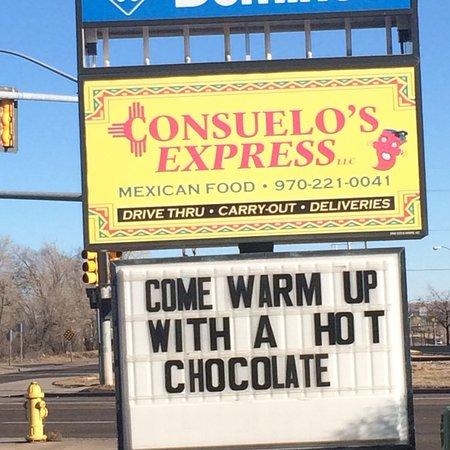 CONSUELO'S
EXPRESS LLC
MEXICAN FOOD • 970-221-0041
DRIVE THRU • CARRY-OUT • DELIVERIES
COME WARM UP
WITH A HOT
CHOCOLATE